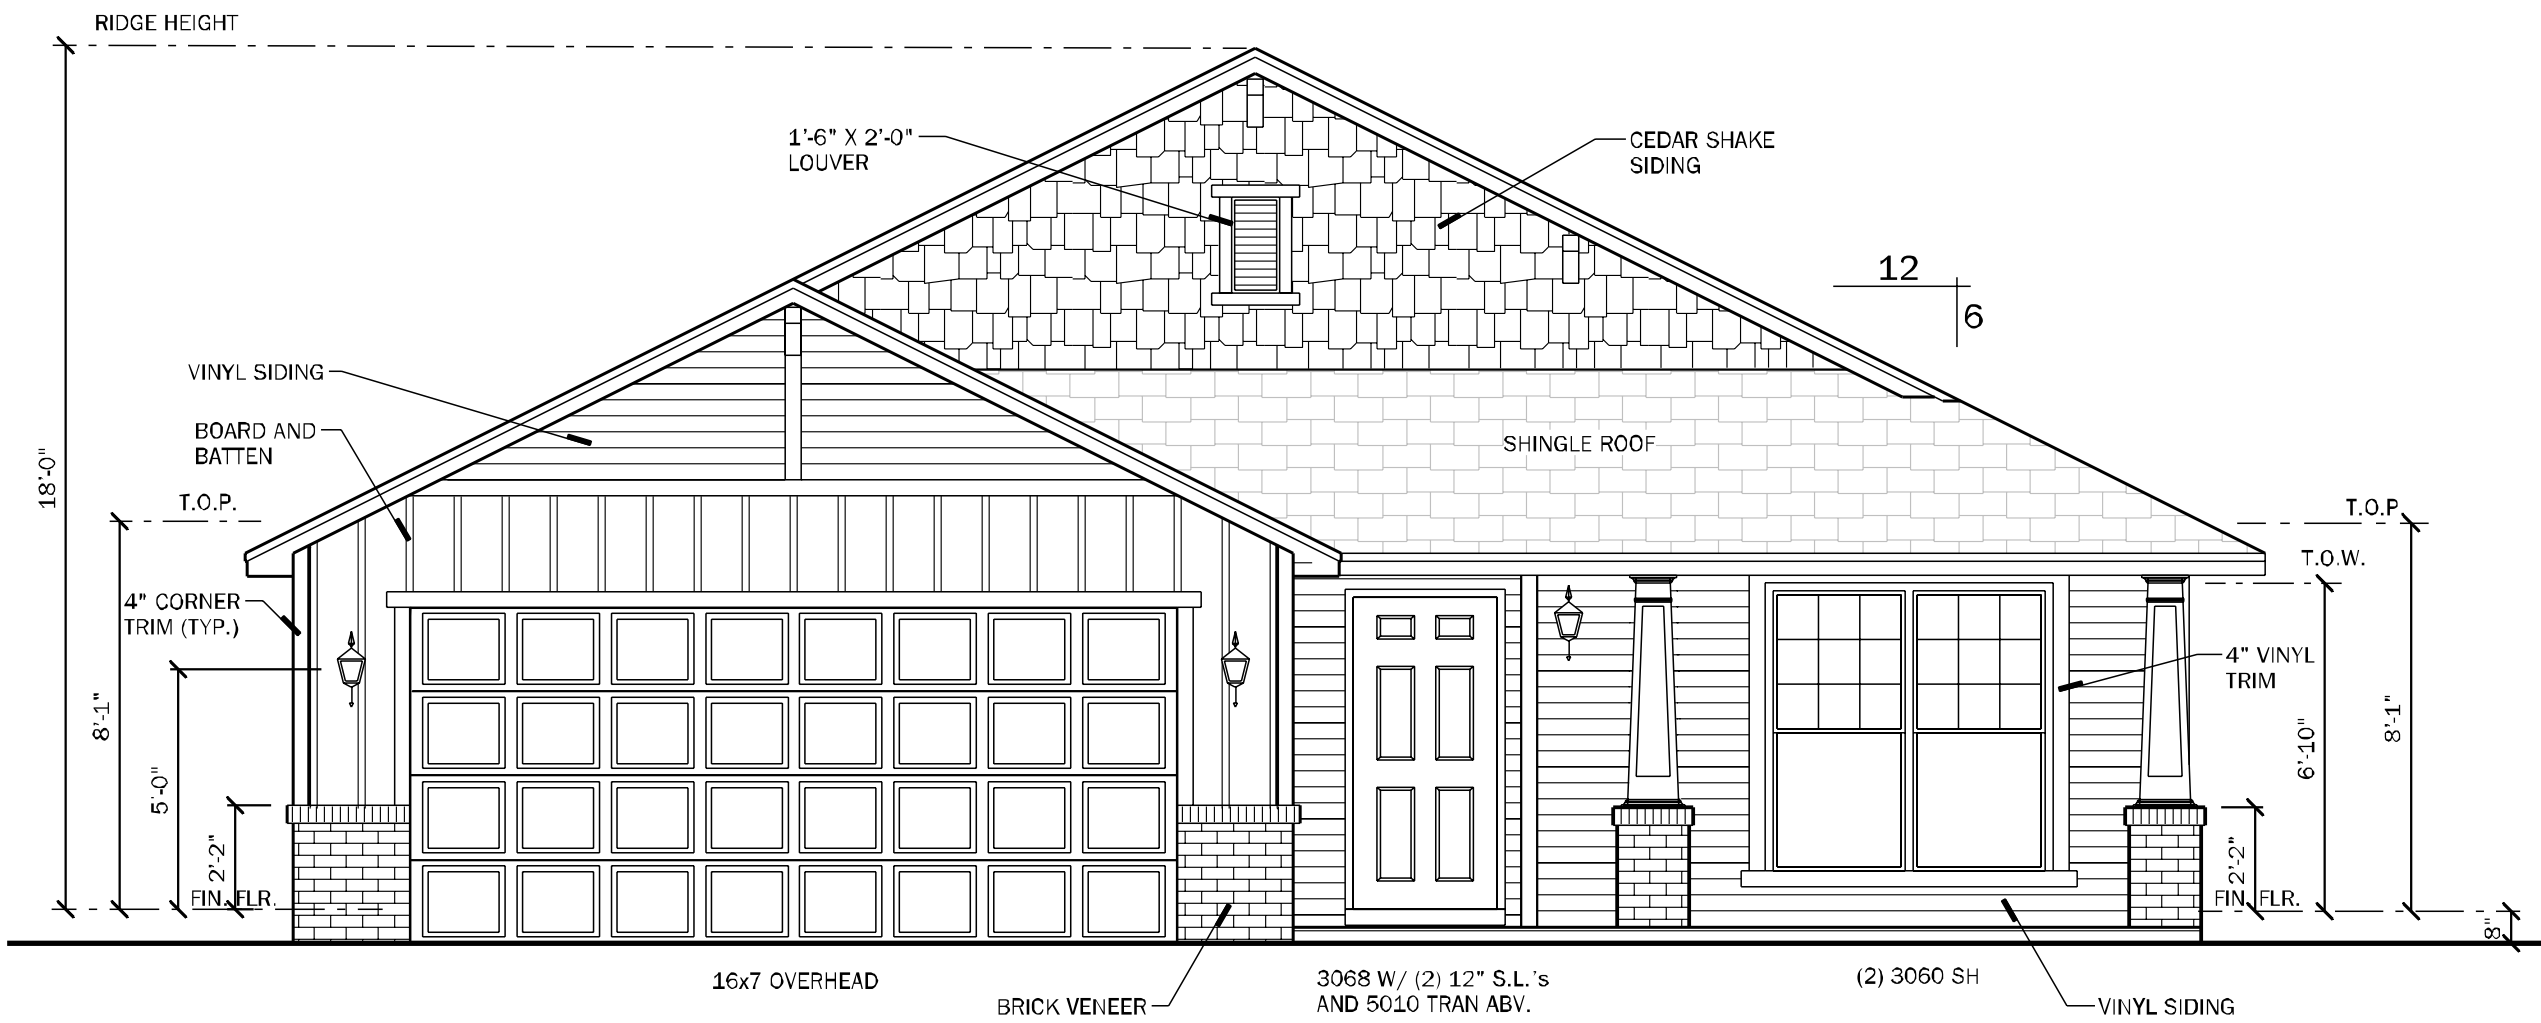 RIDGE HEIGHT
1'-6" X 2'-0"
LOUVER
CEDAR SHAKE
SIDING
12
6
VINYL SIDING
BOARD AND
BATTEN
SHINGLE ROOF
18'-0"
T.O.P.
T.O.P.
T.O.W.
4" CORNER
TRIM (TYP.)
4" VINYL
TRIM
8'-1"
5'-0"
2'-2"
FIN. FLR.
6'-10"
8'-1"
2'-2"
FIN. FLR.
8"
16x7 OVERHEAD
BRICK VENEER
3068 W/ (2) 12" S.L.'s
AND 5010 TRAN ABV.
(2) 3060 SH
VINYL SIDING